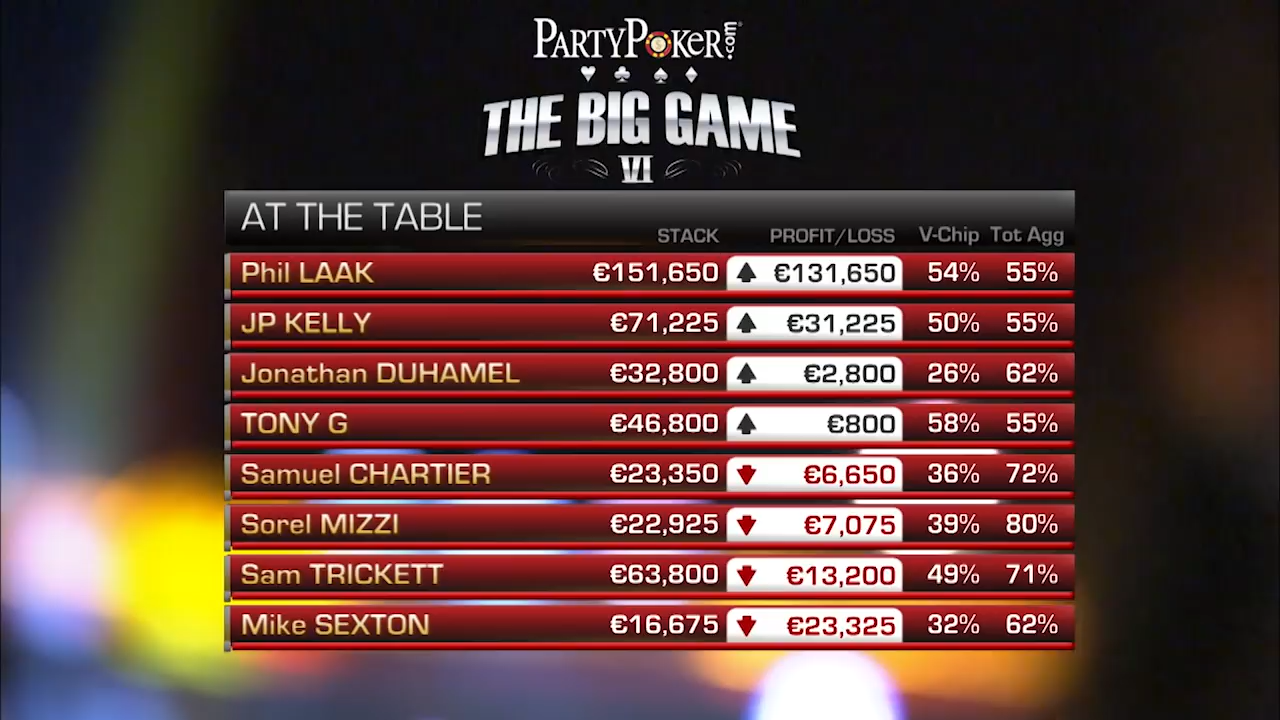 PARTYPOKER.com
THE BIG GAME
VI
AT THE TABLE
STACK PROFIT/LOSS V-Chip Tot Agg
Phil LAAK €151,650 €131,650 54% 55%
JP KELLY €71,225 €31,225 50% 55%
Jonathan DUHAMEL €32,800 €2,800 26% 62%
TONY G €46,800 €800 58% 55%
Samuel CHARTIER €23,350 €6,650 36% 72%
Sorel MIZZI €22,925 €7,075 39% 80%
Sam TRICKETT €63,800 €13,200 49% 71%
Mike SEXTON €16,675 €23,325 32% 62%